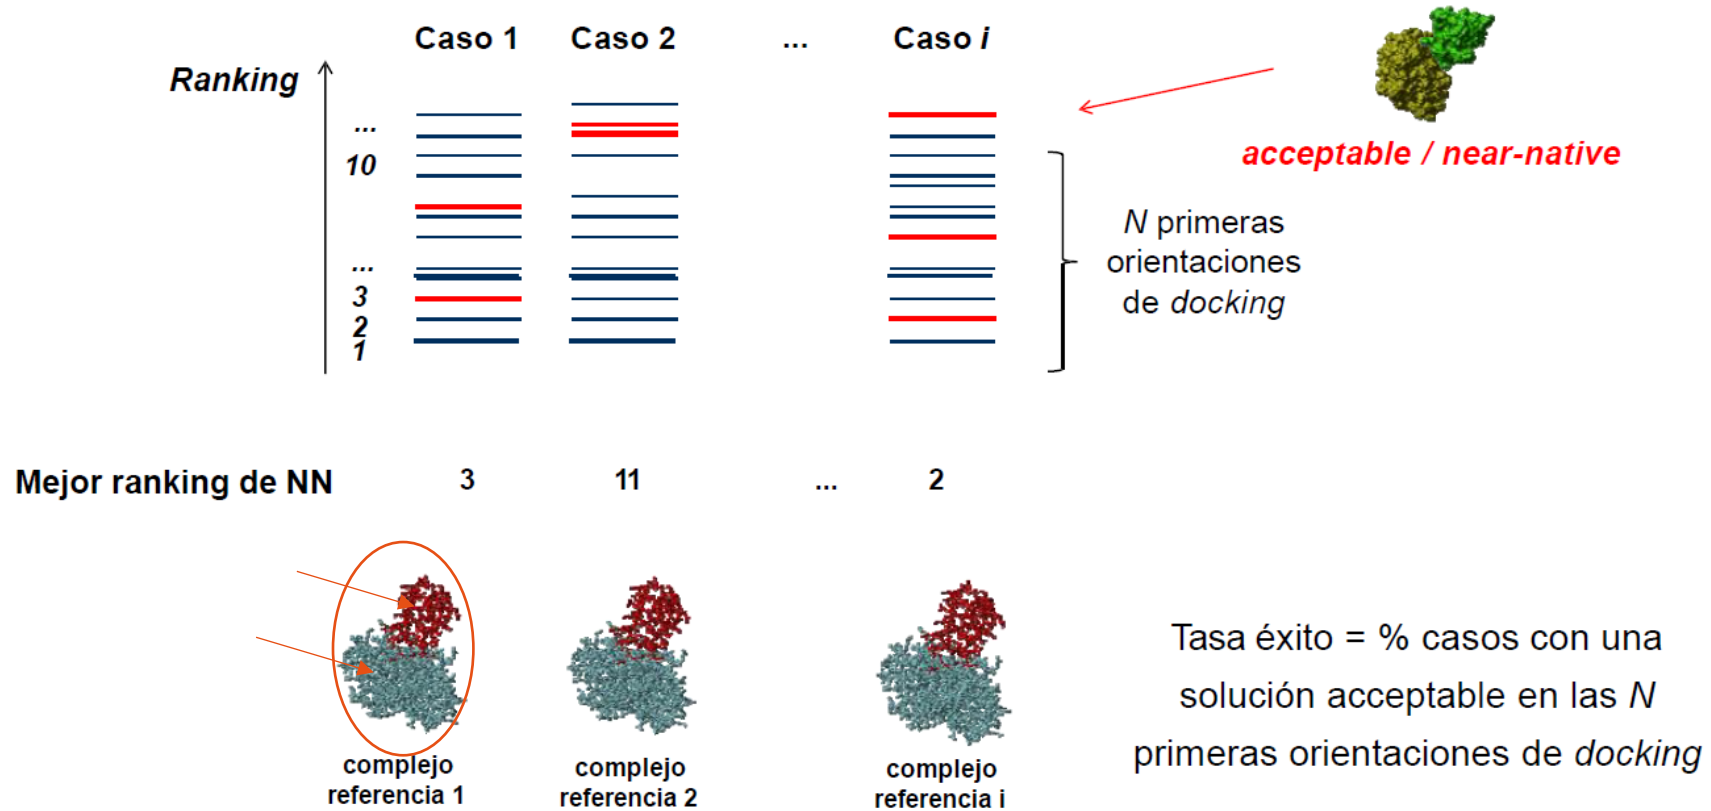 Caso 1 Caso 2 ... Caso i
Ranking
...
10
...
3
2
1
acceptable / near-native
N primeras
orientaciones
de docking
Mejor ranking de NN 3 11 ... 2
complejo
referencia 1
complejo
referencia 2
complejo
referencia i
Tasa éxito = % casos con una
solución acceptable en las N
primeras orientaciones de docking